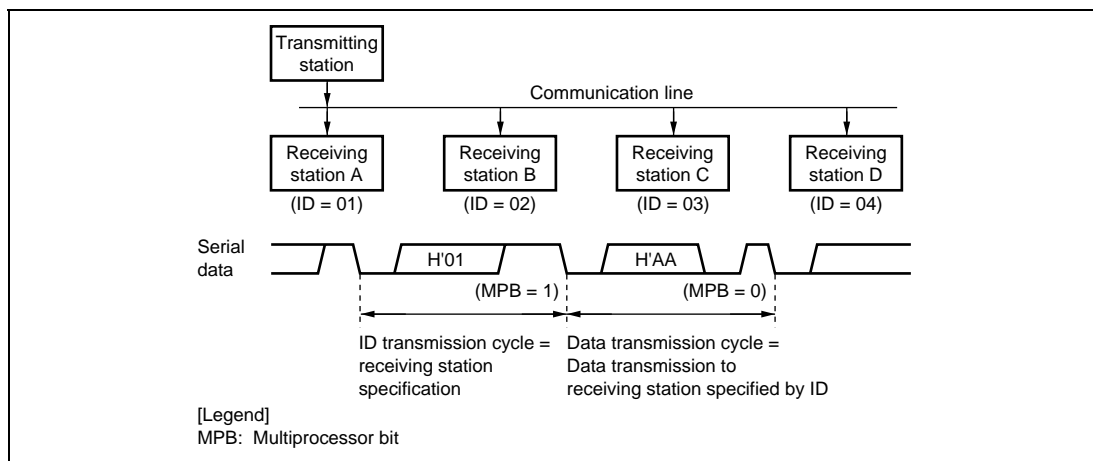 Transmitting
station
Communication line
Receiving
station A
Receiving
station B
Receiving
station C
Receiving
station D
(ID = 01)
(ID = 02)
(ID = 03)
(ID = 04)
Serial
data
H'01
H'AA
(MPB = 1)
(MPB = 0)
ID transmission cycle =
receiving station
specification
Data transmission cycle =
Data transmission to
receiving station specified by ID
[Legend]
MPB: Multiprocessor bit